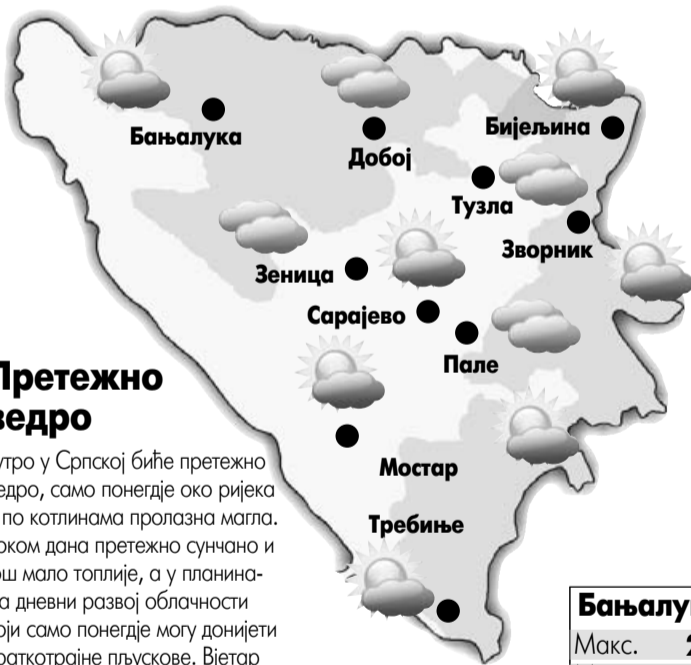 Бањалука
Добој
Бијељина
Тузла
Зворник
Зеница
Сарајево
Пале
Мостар
Требиње
Претежно
ведро
утро у Српској биће претежно
едро, само понегдје око ријека
по котлинама пролазна магла.
оком дана претежно сунчано и
ош мало топлије, а у планина-
а дневни развој облачности
оји само понегдје могу донијети
раткотрајне пљускове. Вјетар
Бањалу
Макс.